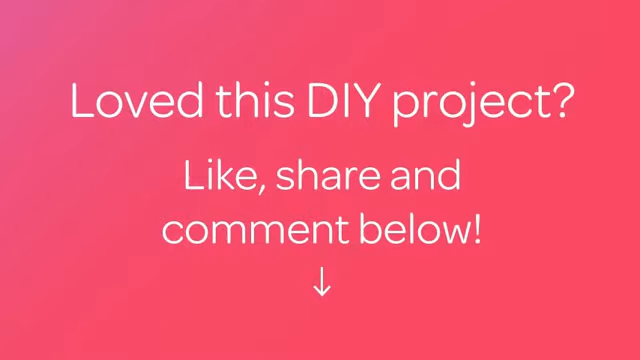 Loved this DIY project?
Like, share and
comment below!
↓